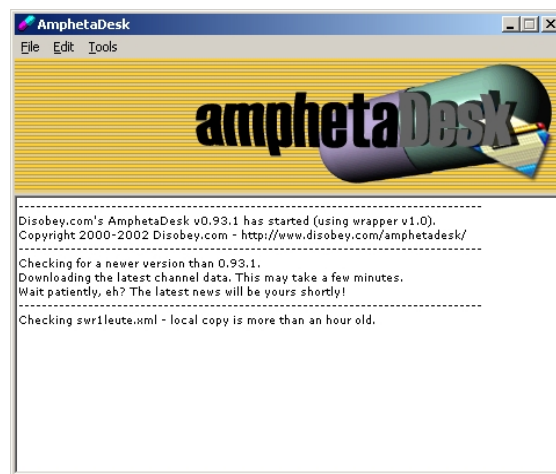 AmphetaDesk
File Edit Tools
amphetaDesk
--------------------------------------------------------------------------------
Disobey.com's AmphetaDesk v0.93.1 has started (using wrapper v1.0).
Copyright 2000-2002 Disobey.com - http://www.disobey.com/amphetadesk/
--------------------------------------------------------------------------------
Checking for a newer version than 0.93.1.
Downloading the latest channel data. This may take a few minutes.
Wait patiently, eh? The latest news will be yours shortly!
--------------------------------------------------------------------------------
Checking swr1leute.xml - local copy is more than an hour old.